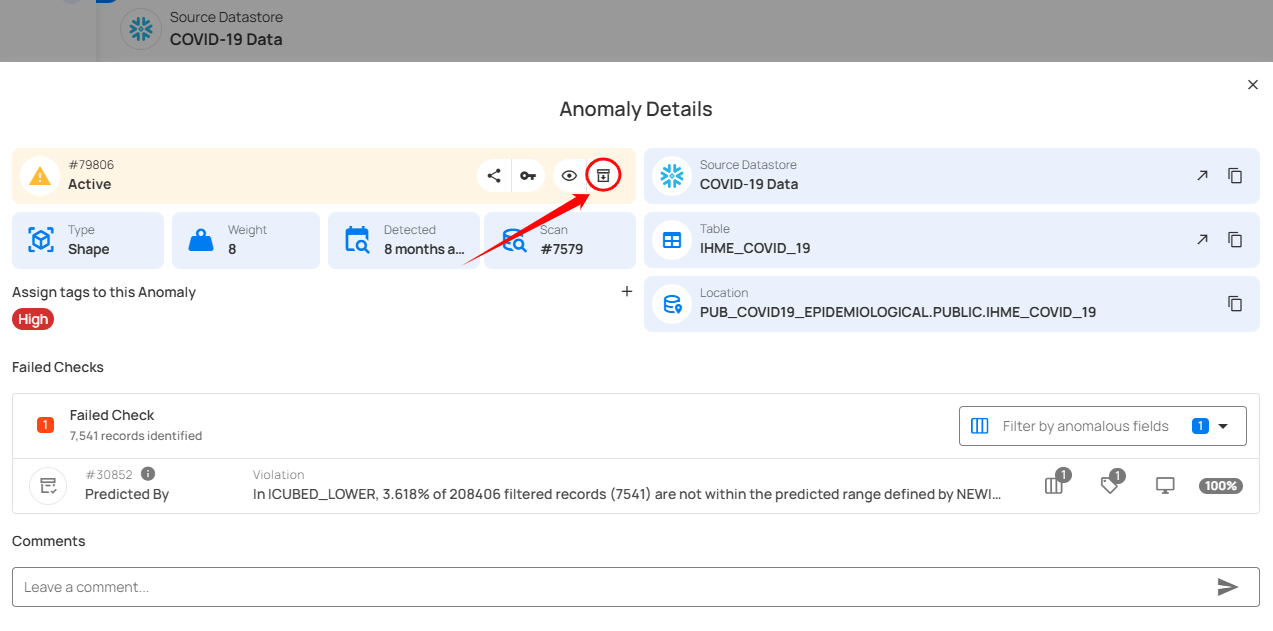 Source Datastore
COVID-19 Data
Anomaly Details
#79806
Active
Source Datastore
COVID-19 Data
Type
Shape
Weight
8
Detected
8 months a...
Scan
#7579
Table
IHME_COVID_19
Assign tags to this Anomaly
High
Location
PUB_COVID19_EPIDEMIOLOGICAL.PUBLIC.IHME_COVID_19
Failed Checks
1
Failed Check
7,541 records identified
Filter by anomalous fields
1
#30852
Predicted By
Violation
In ICUBED_LOWER, 3.618% of 208406 filtered records (7541) are not within the predicted range defined by NEWI...
1
1
100%
Comments
Leave a comment...